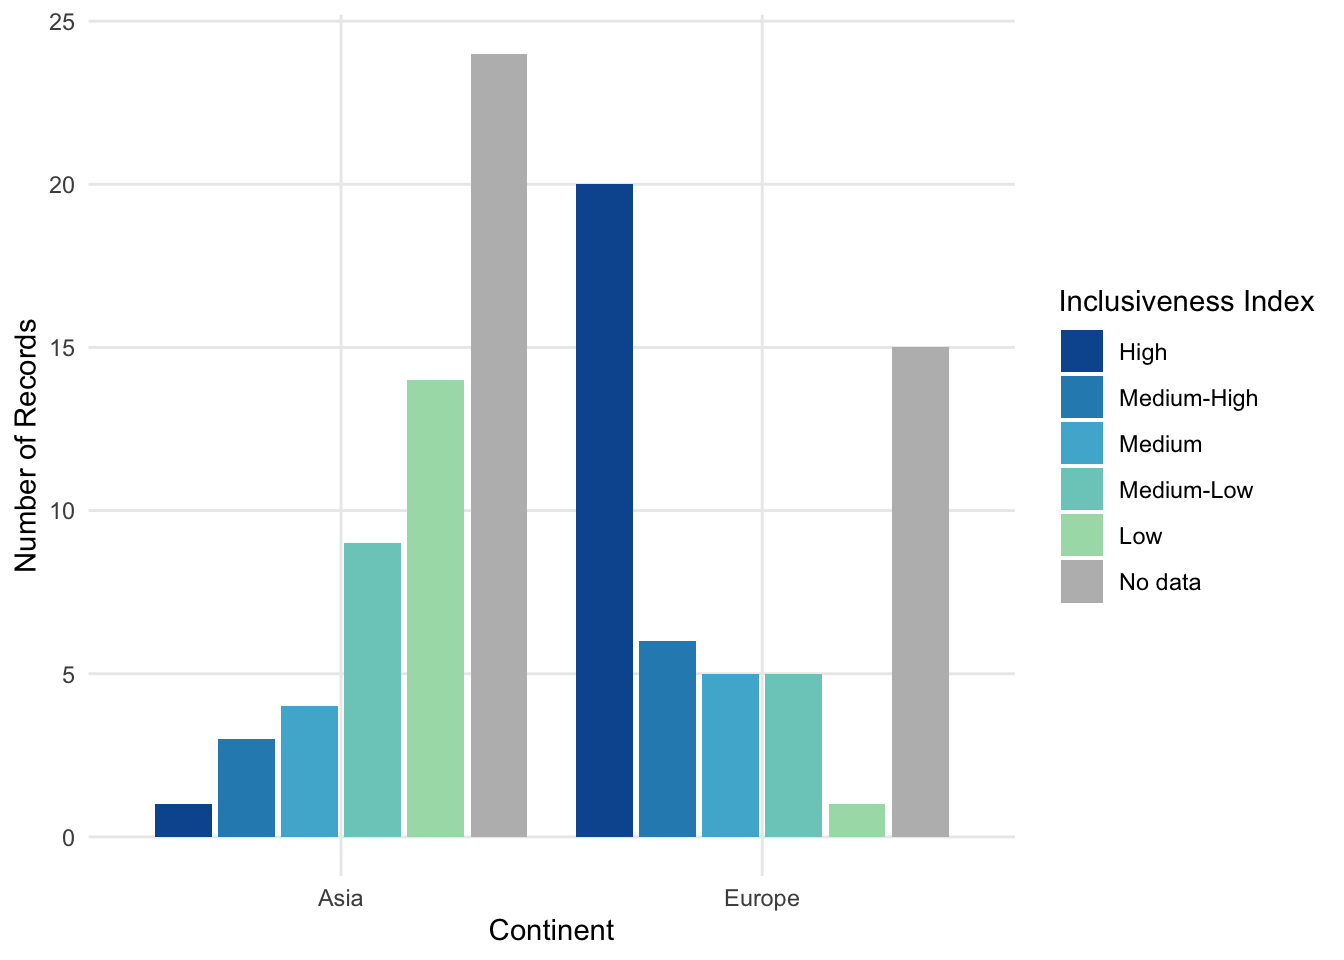 25
20
15
10
5
0
Number of Records
Asia
Europe
Continent
Inclusiveness Index
High
Medium-High
Medium
Medium-Low
Low
No data